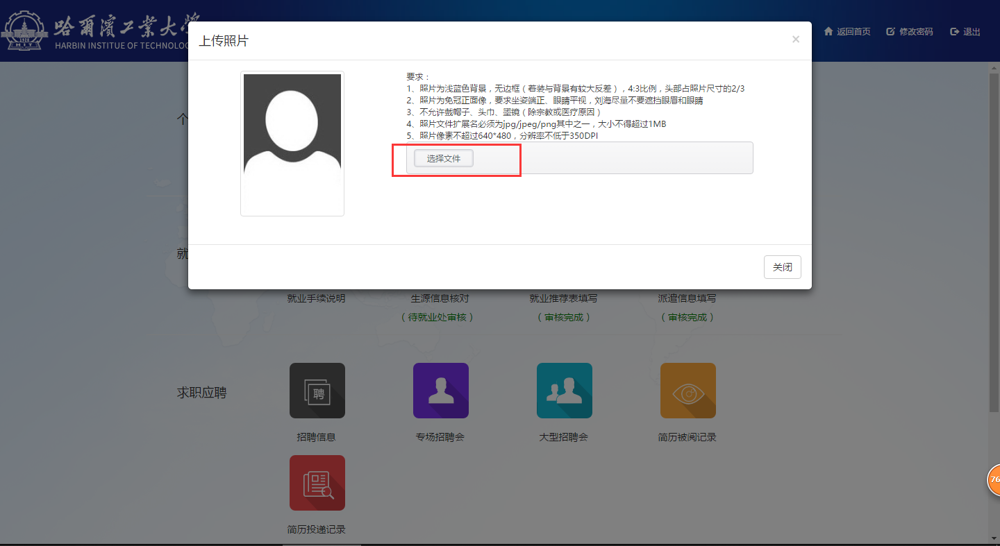 哈爾濱工業大学
HARBIN INSTITUE OF TECHNOLOG
返回首页
修改密码
退出
上传照片
×
要求：
1、照片为浅蓝色背景，无边框（着装与背景有较大反差），4:3比例，头部占照片尺寸的2/3
2、照片为免冠正面像，要求坐姿端正、眼睛平视，刘海尽量不要遮挡眼眉和眼睛
3、不允许戴帽子、头巾、墨镜（除宗教或医疗原因）
4、照片文件扩展名必须为jpg/jpeg/png其中之一，大小不得超过1MB
5、照片像素不超过640*480，分辨率不低于350DPI
选择文件
个
就
关闭
就业手续说明
生源信息核对
就业推荐表填写
派遣信息填写
（待就业处审核）
（审核完成）
（审核完成）
求职应聘
聘
招聘信息
专场招聘会
大型招聘会
简历被阅记录
76
简历投递记录